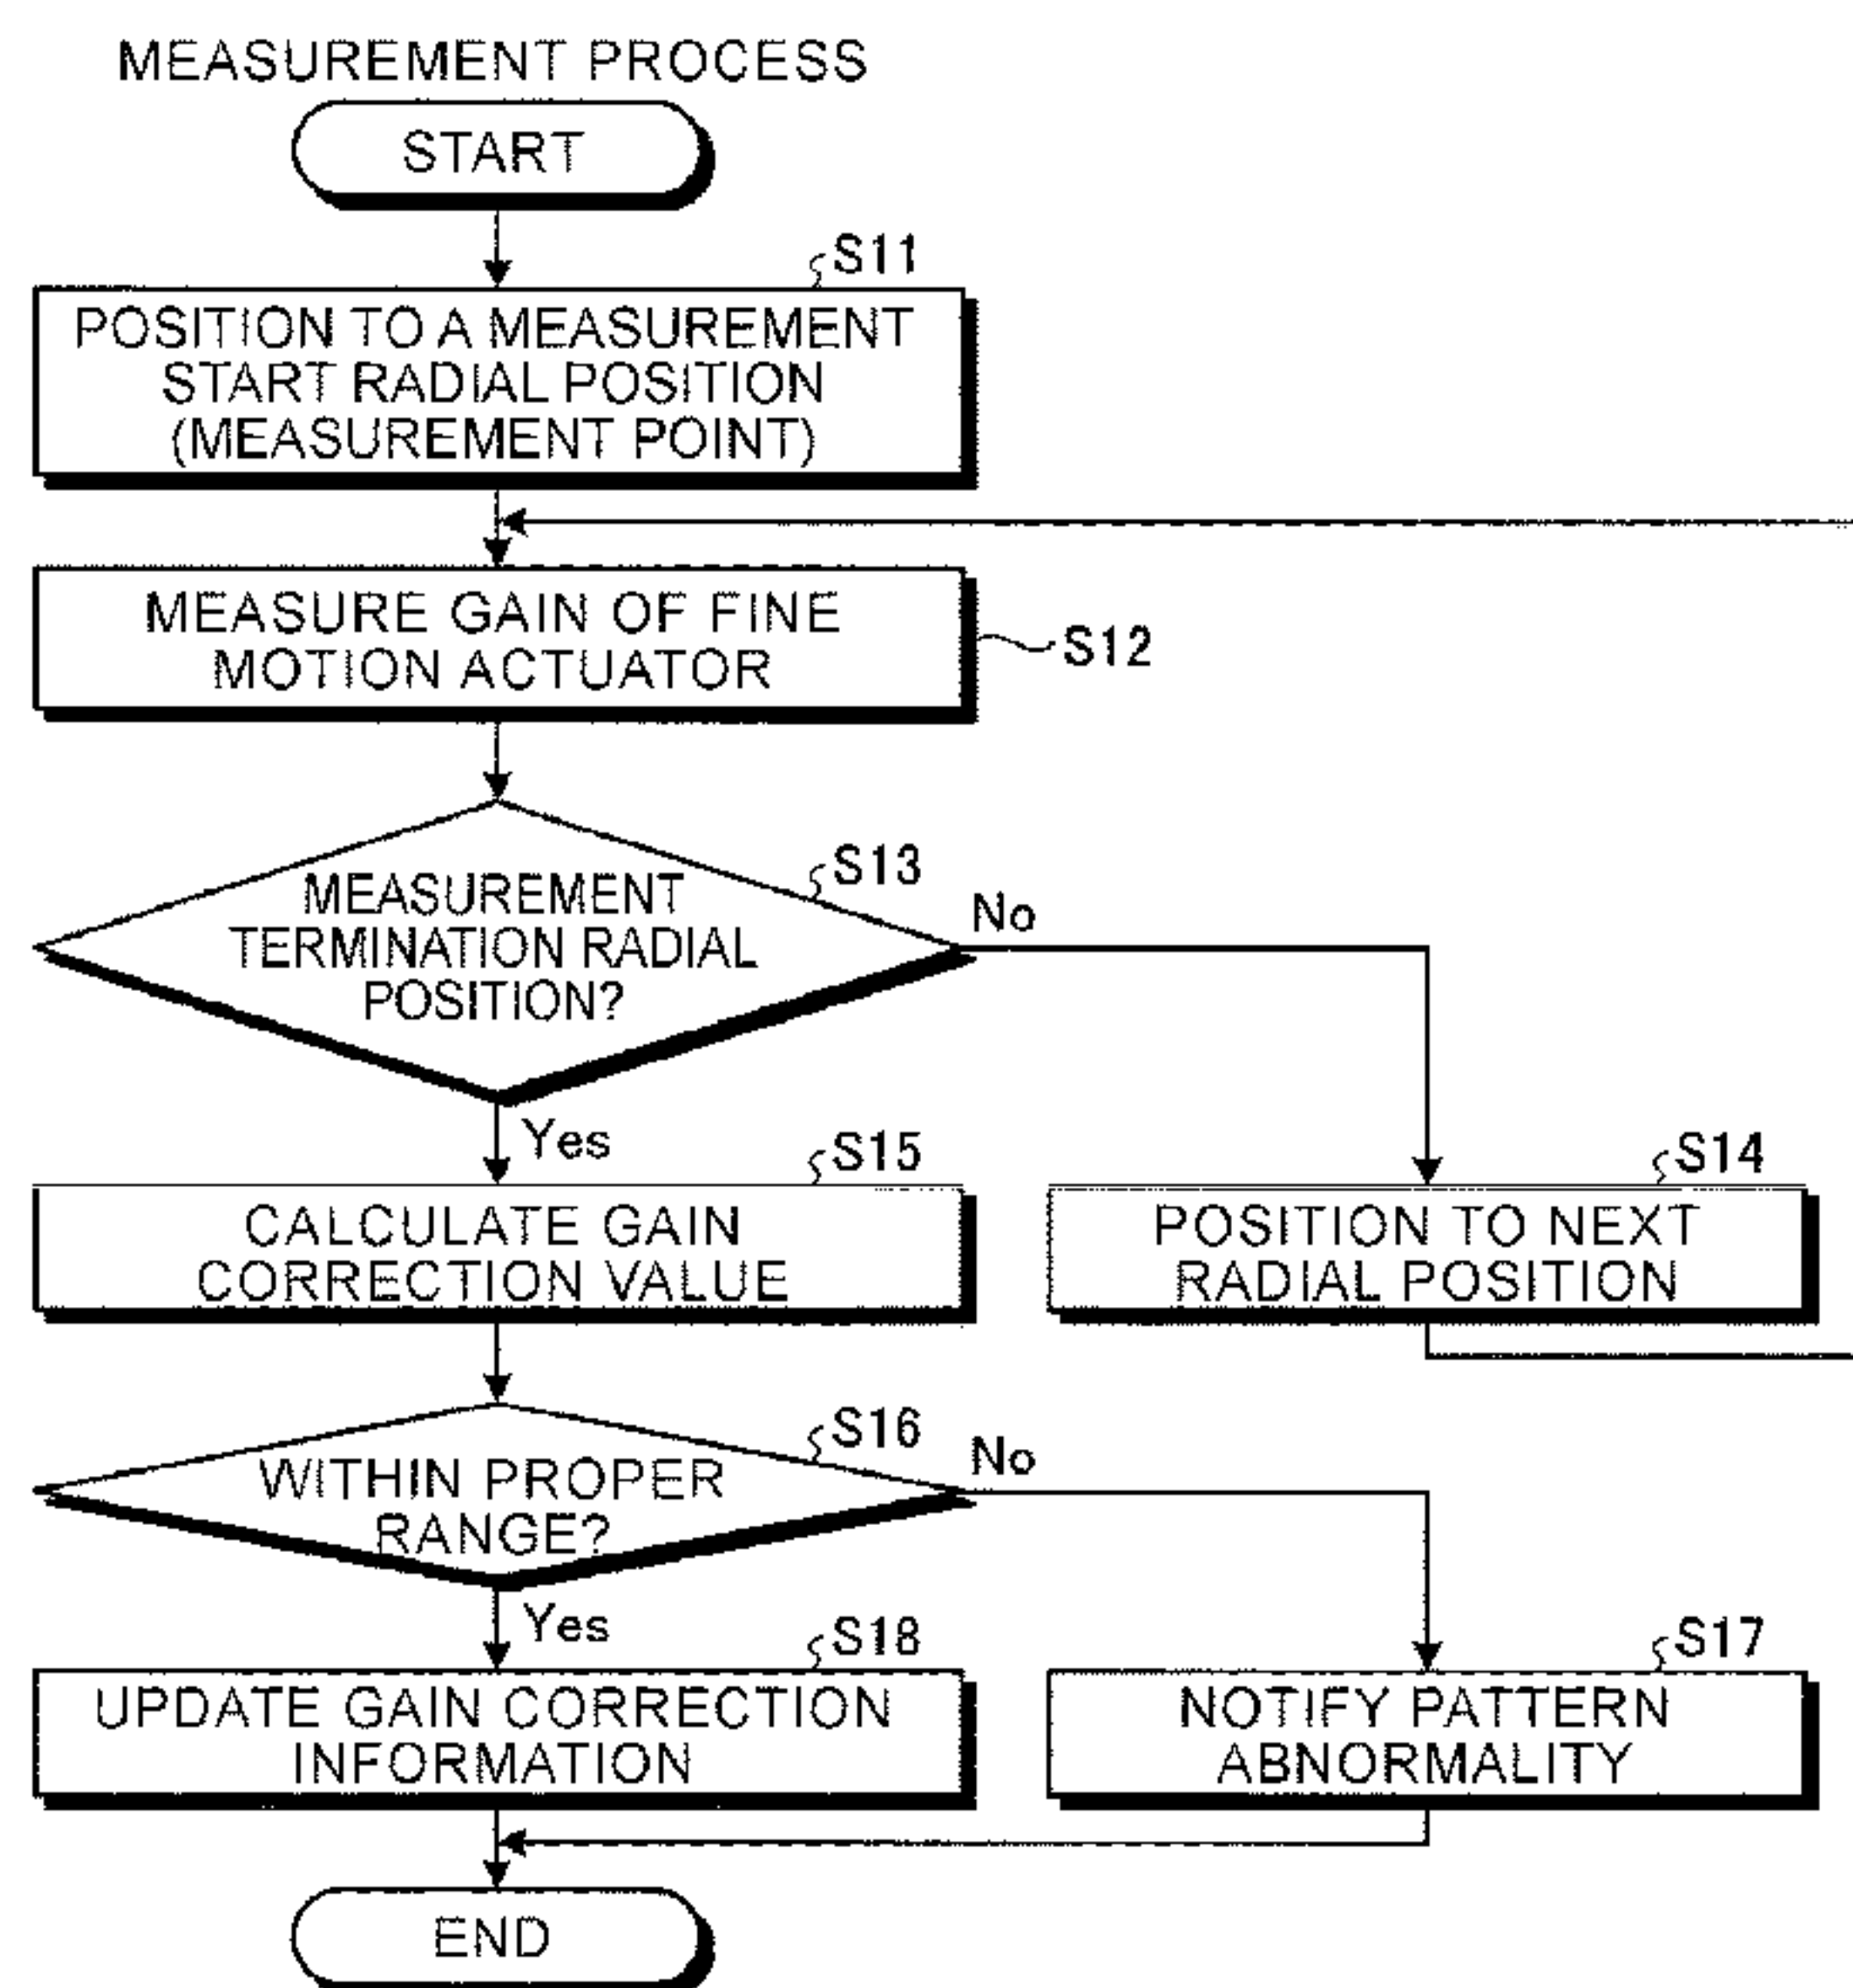 MEASUREMENT PROCESS
START
S11
POSITION TO A MEASUREMENT
START RADIAL POSITION
(MEASUREMENT POINT)
MEASURE GAIN OF FINE
MOTION ACTUATOR
S12
S13
MEASUREMENT
TERMINATION RADIAL
POSITION?
No
Yes
S15
CALCULATE GAIN
CORRECTION VALUE
S14
POSITION TO NEXT
RADIAL POSITION
S16
WITHIN PROPER
RANGE?
No
Yes
S18
UPDATE GAIN CORRECTION
INFORMATION
S17
NOTIFY PATTERN
ABNORMALITY
END